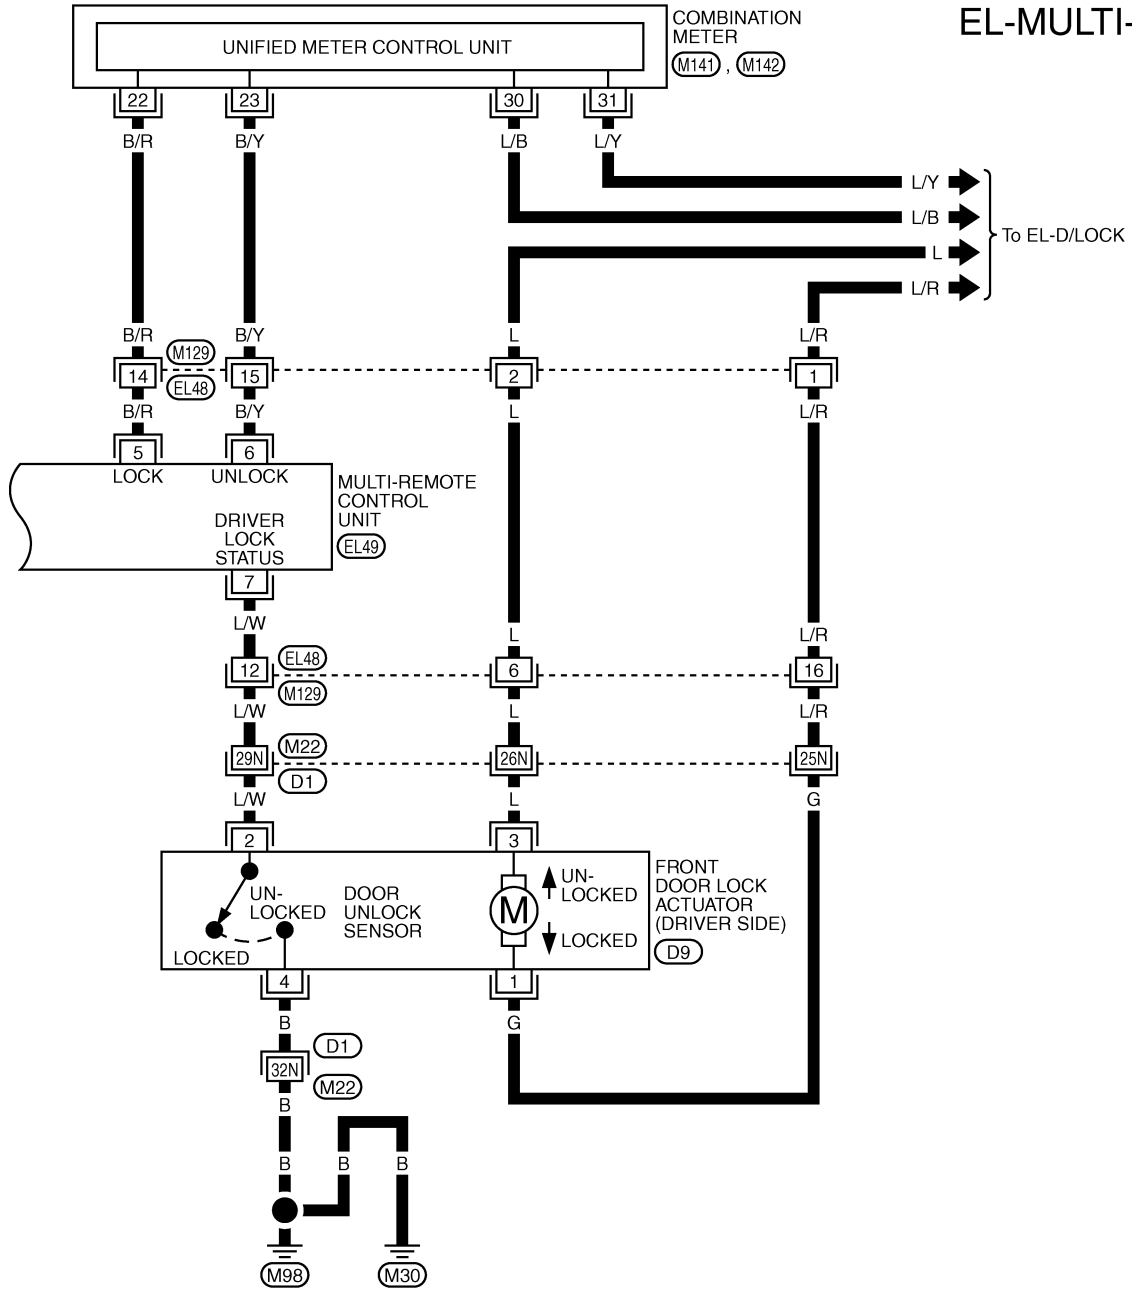 EL-MULTI-
COMBINATION
METER
M141 , M142
UNIFIED METER CONTROL UNIT
22 23 30 31
B/R B/Y L/B L/Y
L/Y
L/B
To EL-D/LOCK
L
L/R
B/R B/Y L L/R
M129
14 15 2 1
EL48
B/R B/Y L L/R
5 6
LOCK UNLOCK
MULTI-REMOTE
CONTROL
UNIT
EL49
DRIVER
LOCK
STATUS
7
L/W L L/R
EL48
12 6 16
M129
L/W L L/R
M22
29N 26N 25N
D1
L/W L G
2 3
UN-
LOCKED
LOCKED
DOOR
UNLOCK
SENSOR
M
UN-
LOCKED
LOCKED
FRONT
DOOR LOCK
ACTUATOR
(DRIVER SIDE)
D9
4 1
B G
D1
32N
M22
B
B B B
M98 M30